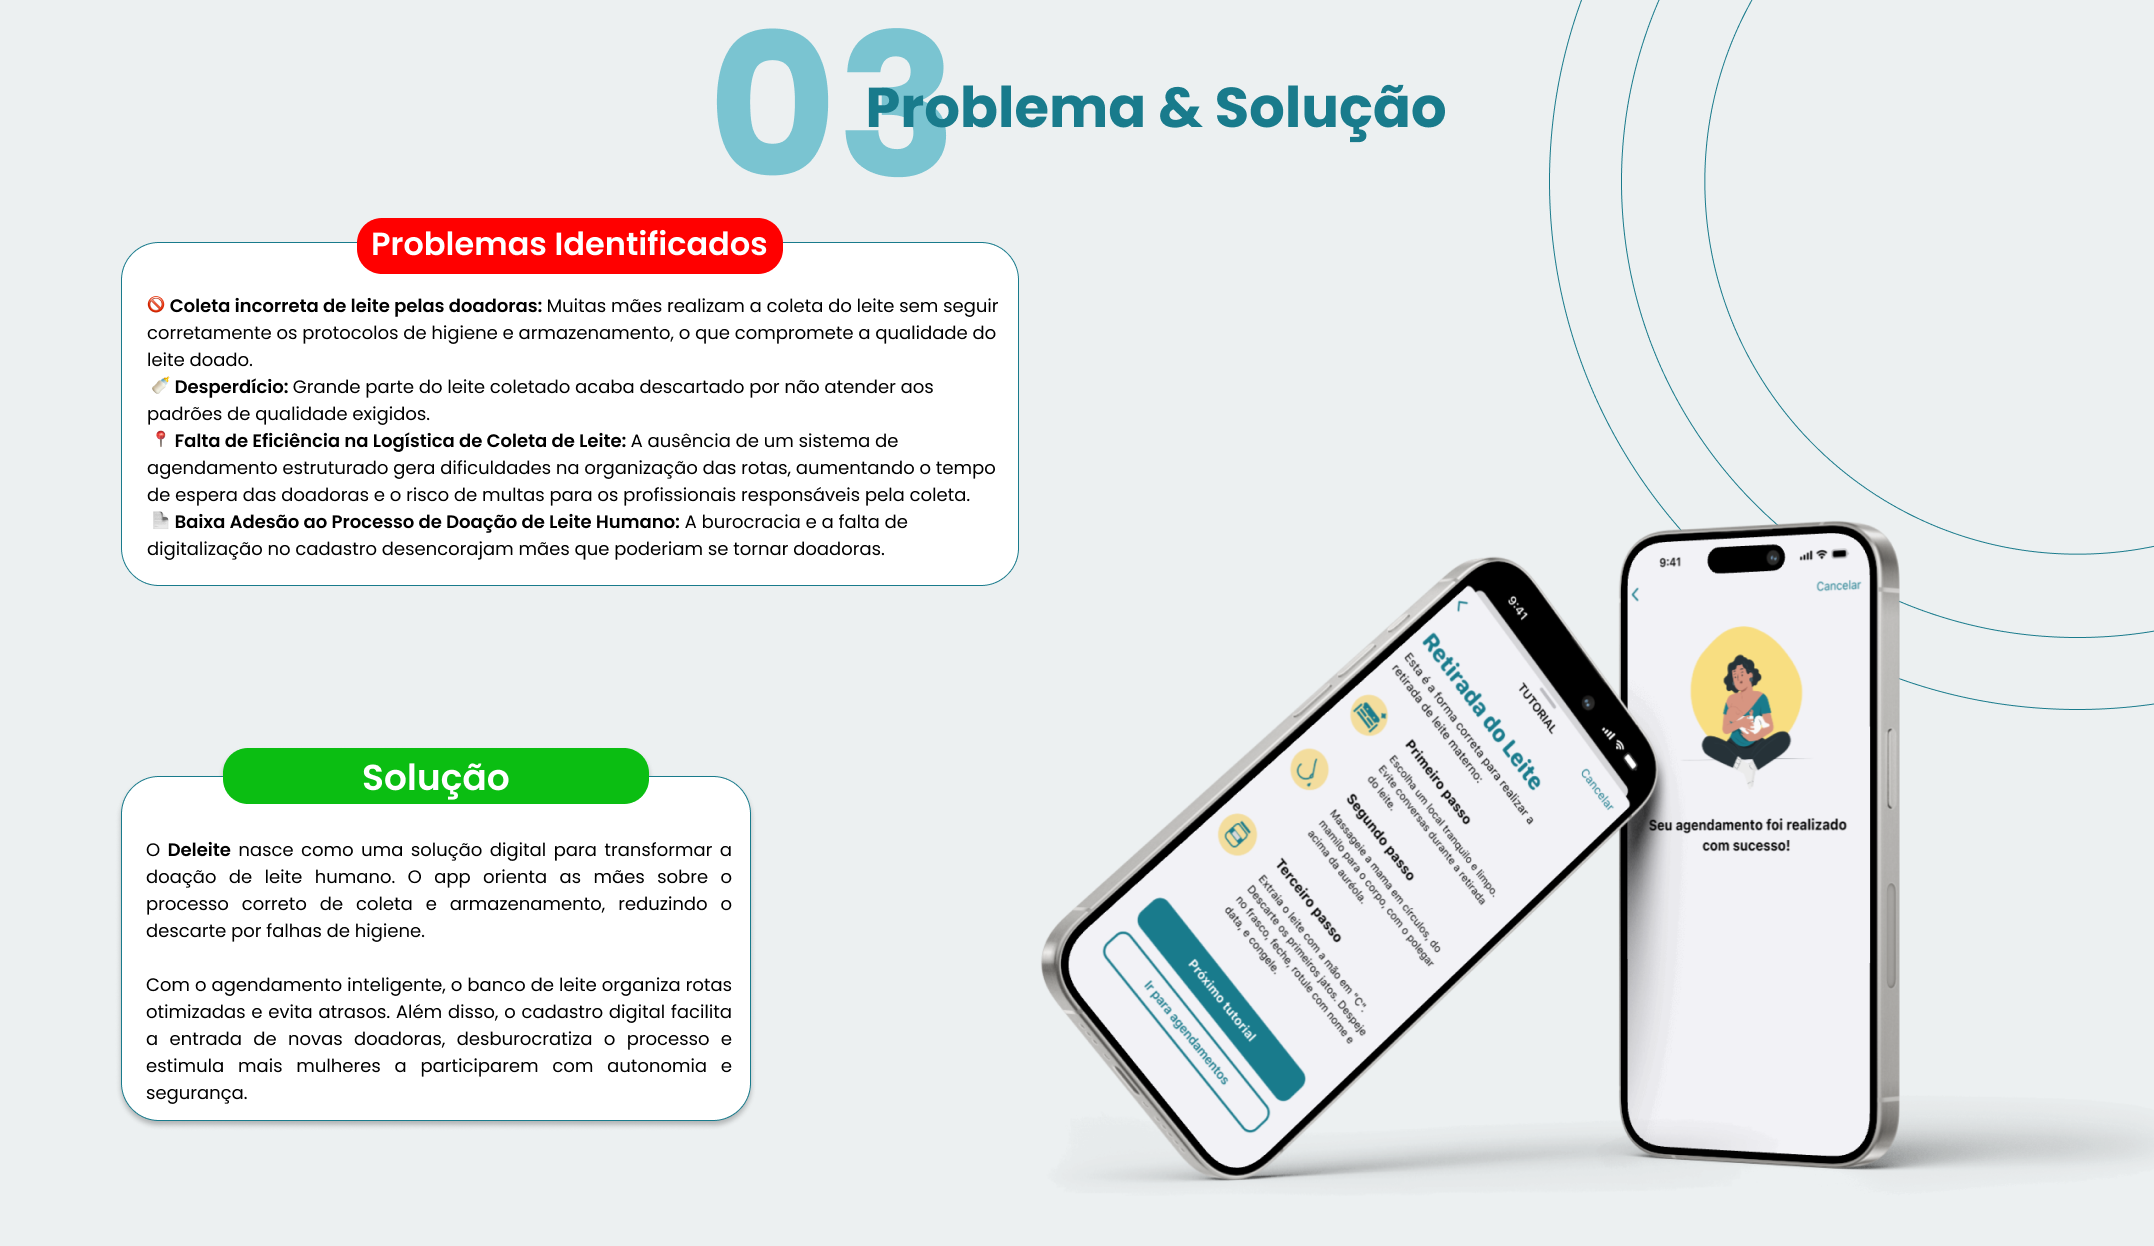 03
Problema & Solução
Problemas Identificados
🚫 Coleta incorreta de leite pelas doadoras: Muitas mães realizam a coleta do leite sem seguir
corretamente os protocolos de higiene e armazenamento, o que compromete a qualidade do
leite doado.
🍼 Desperdício: Grande parte do leite coletado acaba descartado por não atender aos
padrões de qualidade exigidos.
📍 Falta de Eficiência na Logística de Coleta de Leite: A ausência de um sistema de
agendamento estruturado gera dificuldades na organização das rotas, aumentando o tempo
de espera das doadoras e o risco de multas para os profissionais responsáveis pela coleta.
📄 Baixa Adesão ao Processo de Doação de Leite Humano: A burocracia e a falta de
digitalização no cadastro desencorajam mães que poderiam se tornar doadoras.
Solução
O Deleite nasce como uma solução digital para transformar a
doação de leite humano. O app orienta as mães sobre o
processo correto de coleta e armazenamento, reduzindo o
descarte por falhas de higiene.
Com o agendamento inteligente, o banco de leite organiza rotas
otimizadas e evita atrasos. Além disso, o cadastro digital facilita
a entrada de novas doadoras, desburocratiza o processo e
estimula mais mulheres a participarem com autonomia e
segurança.
9:41
TUTORIAL
Cancelar
Retirada do Leite
Esta é a forma correta para realizar a
retirada de leite materno:
Primeiro passo
Escolha um local tranquilo e limpo.
Evite conversas durante a retirada
do leite.
Segundo passo
Massageie a mama em círculos, do
mamilo para o corpo, com o polegar
acima da auréola.
Terceiro passo
Extraia o leite com a mão em "C".
Descarte os primeiros jatos. Despeje
no frasco, feche, rotule com nome e
data, e congele.
Próximo tutorial
Ir para agendamentos
9:41
Cancelar
Seu agendamento foi realizado
com sucesso!